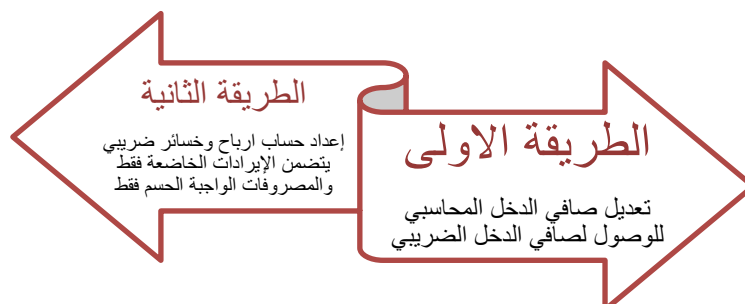 الطريقة الاولى
تعديل صافي الدخل المحاسبي
للوصول لصافي الدخل الضريبي
الطريقة الثانية
إعداد حساب ارباح وخسائر ضريبي
يتضمن الإيرادات الخاضعة فقط
والمصروفات الواجبة الحسم فقط